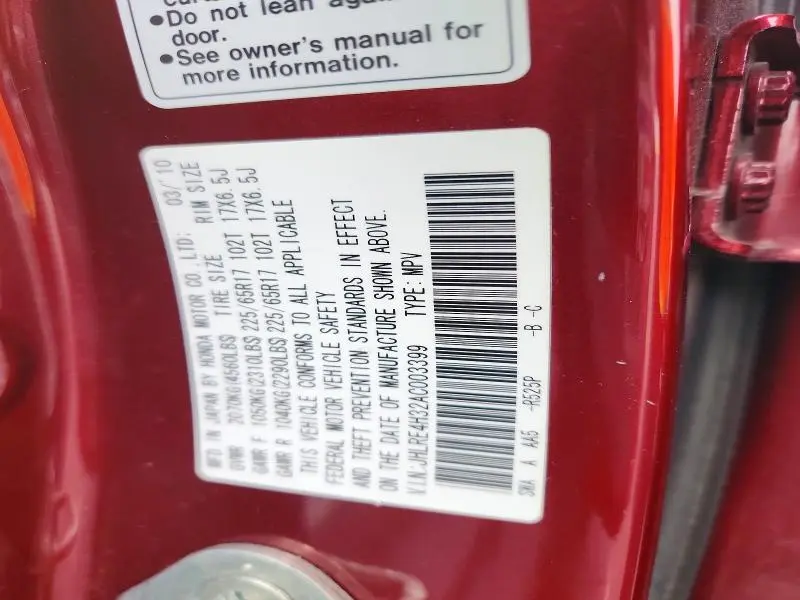 ●Do not lean
door.
●See owner's manual for
more information.
MFD IN JAPAN BY HONDA MOTOR CO., LTD: 03/'10
GVWR 2070KG(4560LBS) TIRE SIZE RIM SIZE
GAWR F 1050KG(2310LBS) 225/65R17 102T 17X6.5J
GAWR R 1040KG(2290LBS) 225/65R17 102T 17X6.5J
THIS VEHICLE CONFORMS TO ALL APPLICABLE
FEDERAL MOTOR VEHICLE SAFETY
AND THEFT PREVENTION STANDARDS IN EFFECT
ON THE DATE OF MANUFACTURE SHOWN ABOVE.
V.I.N:JHLRE4H32AC003399 TYPE: MPV
SWA A AA5 -R525P -B -C